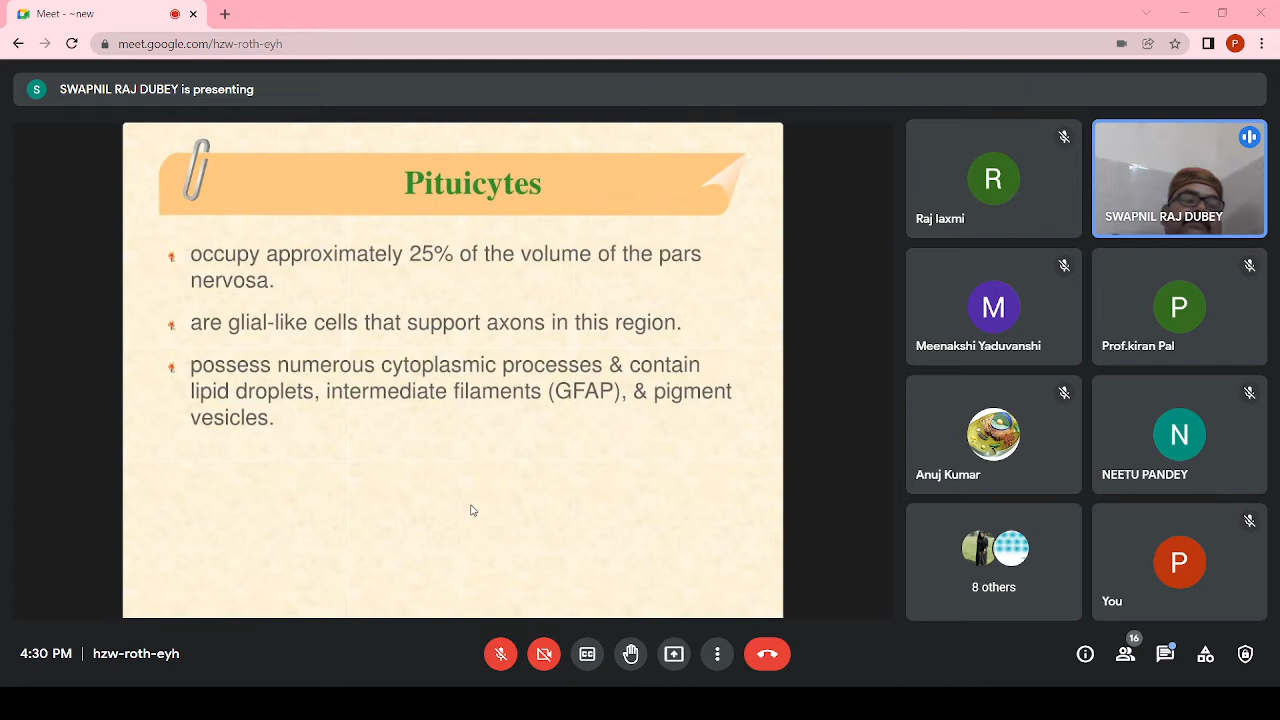 Meet - ~new
meet.google.com/hzw-roth-eyh
P
S
SWAPNIL RAJ DUBEY is presenting
Pituicytes
occupy approximately 25% of the volume of the pars
nervosa.
are glial-like cells that support axons in this region.
possess numerous cytoplasmic processes & contain
lipid droplets, intermediate filaments (GFAP), & pigment
vesicles.
R
Raj laxmi
SWAPNIL RAJ DUBEY
M
Meenakshi Yaduvanshi
P
Prof.kiran Pal
Anuj Kumar
N
NEETU PANDEY
8 others
P
You
4:30 PM
hzw-roth-eyh
CC
16